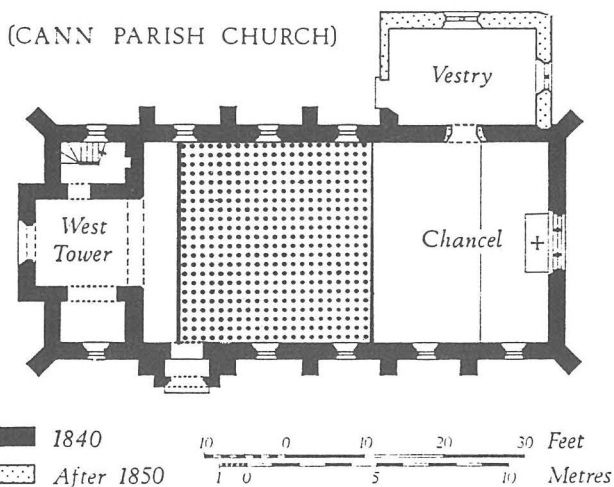 (CANN PARISH CHURCH)
Vestry
West
Tower
Chancel
1840
10 0 10 20 30 Feet
After 1850
1 0 5 10 Metres